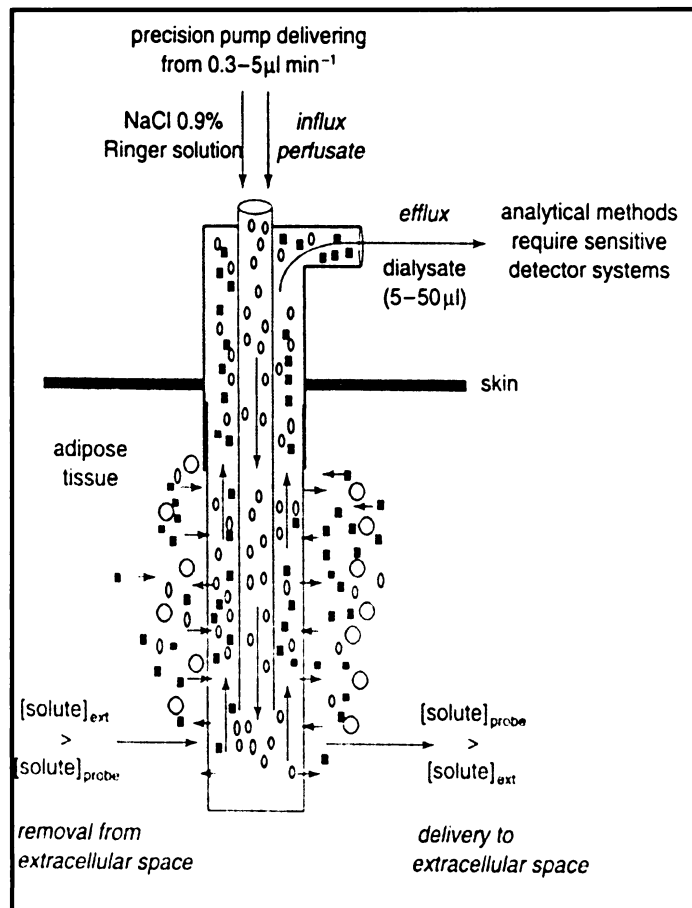 precision pump delivering
from 0.3–5μl min⁻¹
NaCl 0.9%
Ringer solution
influx
perfusate
efflux
dialysate
(5–50μl)
analytical methods
require sensitive
detector systems
skin
adipose
tissue
[solute]ext
>
[solute]probe
[solute]probe
>
[solute]ext
removal from
extracellular space
delivery to
extracellular space